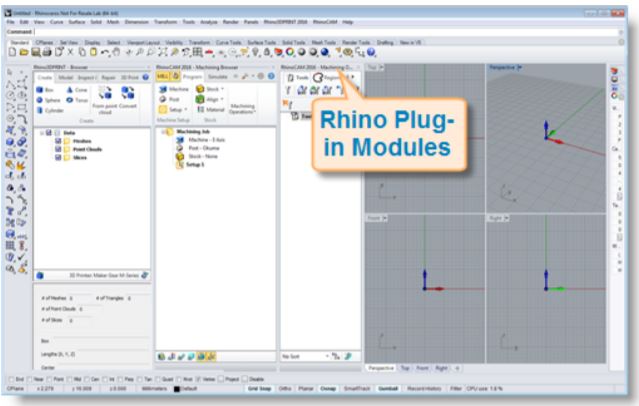 Untitled - Rhinoceros Not For Resale Lab (64-bit)
File Edit View Curve Surface Solid Mesh Dimension Transform Tools Analyze Render Panels Rhino3DPRINT 2016 RhinoCAM Help
Command:
Standard CPlanes Set View Display Select Viewport Layout Visibility Transform Curve Tools Surface Tools Solid Tools Mesh Tools Render Tools Drafting New in V5
Rhino3DPRINT - Browser
RhinoCAM 2016 - Machining Browser
RhinoCAM 2016 - Machining O...
Top
Perspective
Create Model Inspect Repair 3D Print
MILL Program Simulate
Tools Regions
Box Cone
Sphere Torus
Cylinder
From point cloud
Convert
Create
Machine Stock
Post Align
Setup Material
Machining Operations
Machine Setup Stock
Rhino Plug-
in Modules
Data
Meshes
Point Clouds
Slices
Machining Job
Machine - 3 Axis
Post - Okuma
Stock - None
Setup 1
Front
Right
3D Printer: Maker Gear M-Series
# of Meshes 0 # of Triangles 0
# of Point Clouds 0
# of Slices 0
Box
Lengths (X, Y, Z)
Center
No Sort
Perspective Top Front Right
End Near Point Mid Cen Int Perp Tan Quad Knot Vertex Project Disable
CPlane x 2.279 y 10.009 z 0.000 Millimeters Default Grid Snap Ortho Planar Osnap SmartTrack Gumball Record History Filter CPU use: 1.8 %